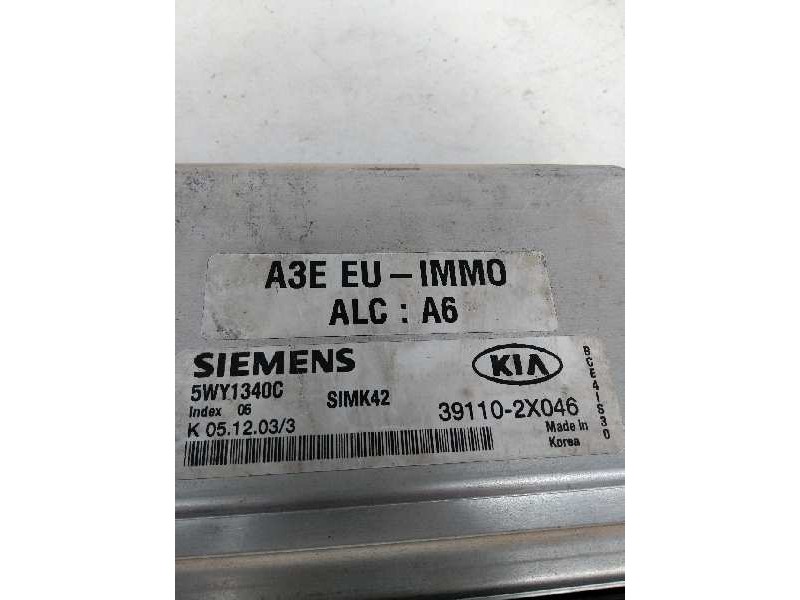 A3E EU-IMMO
ALC : A6
SIEMENS
KIA
5WY1340C
SIMK42
Index 06
39110-2X046
K 05.12.03/3
Made in
Korea
BCE4IS30